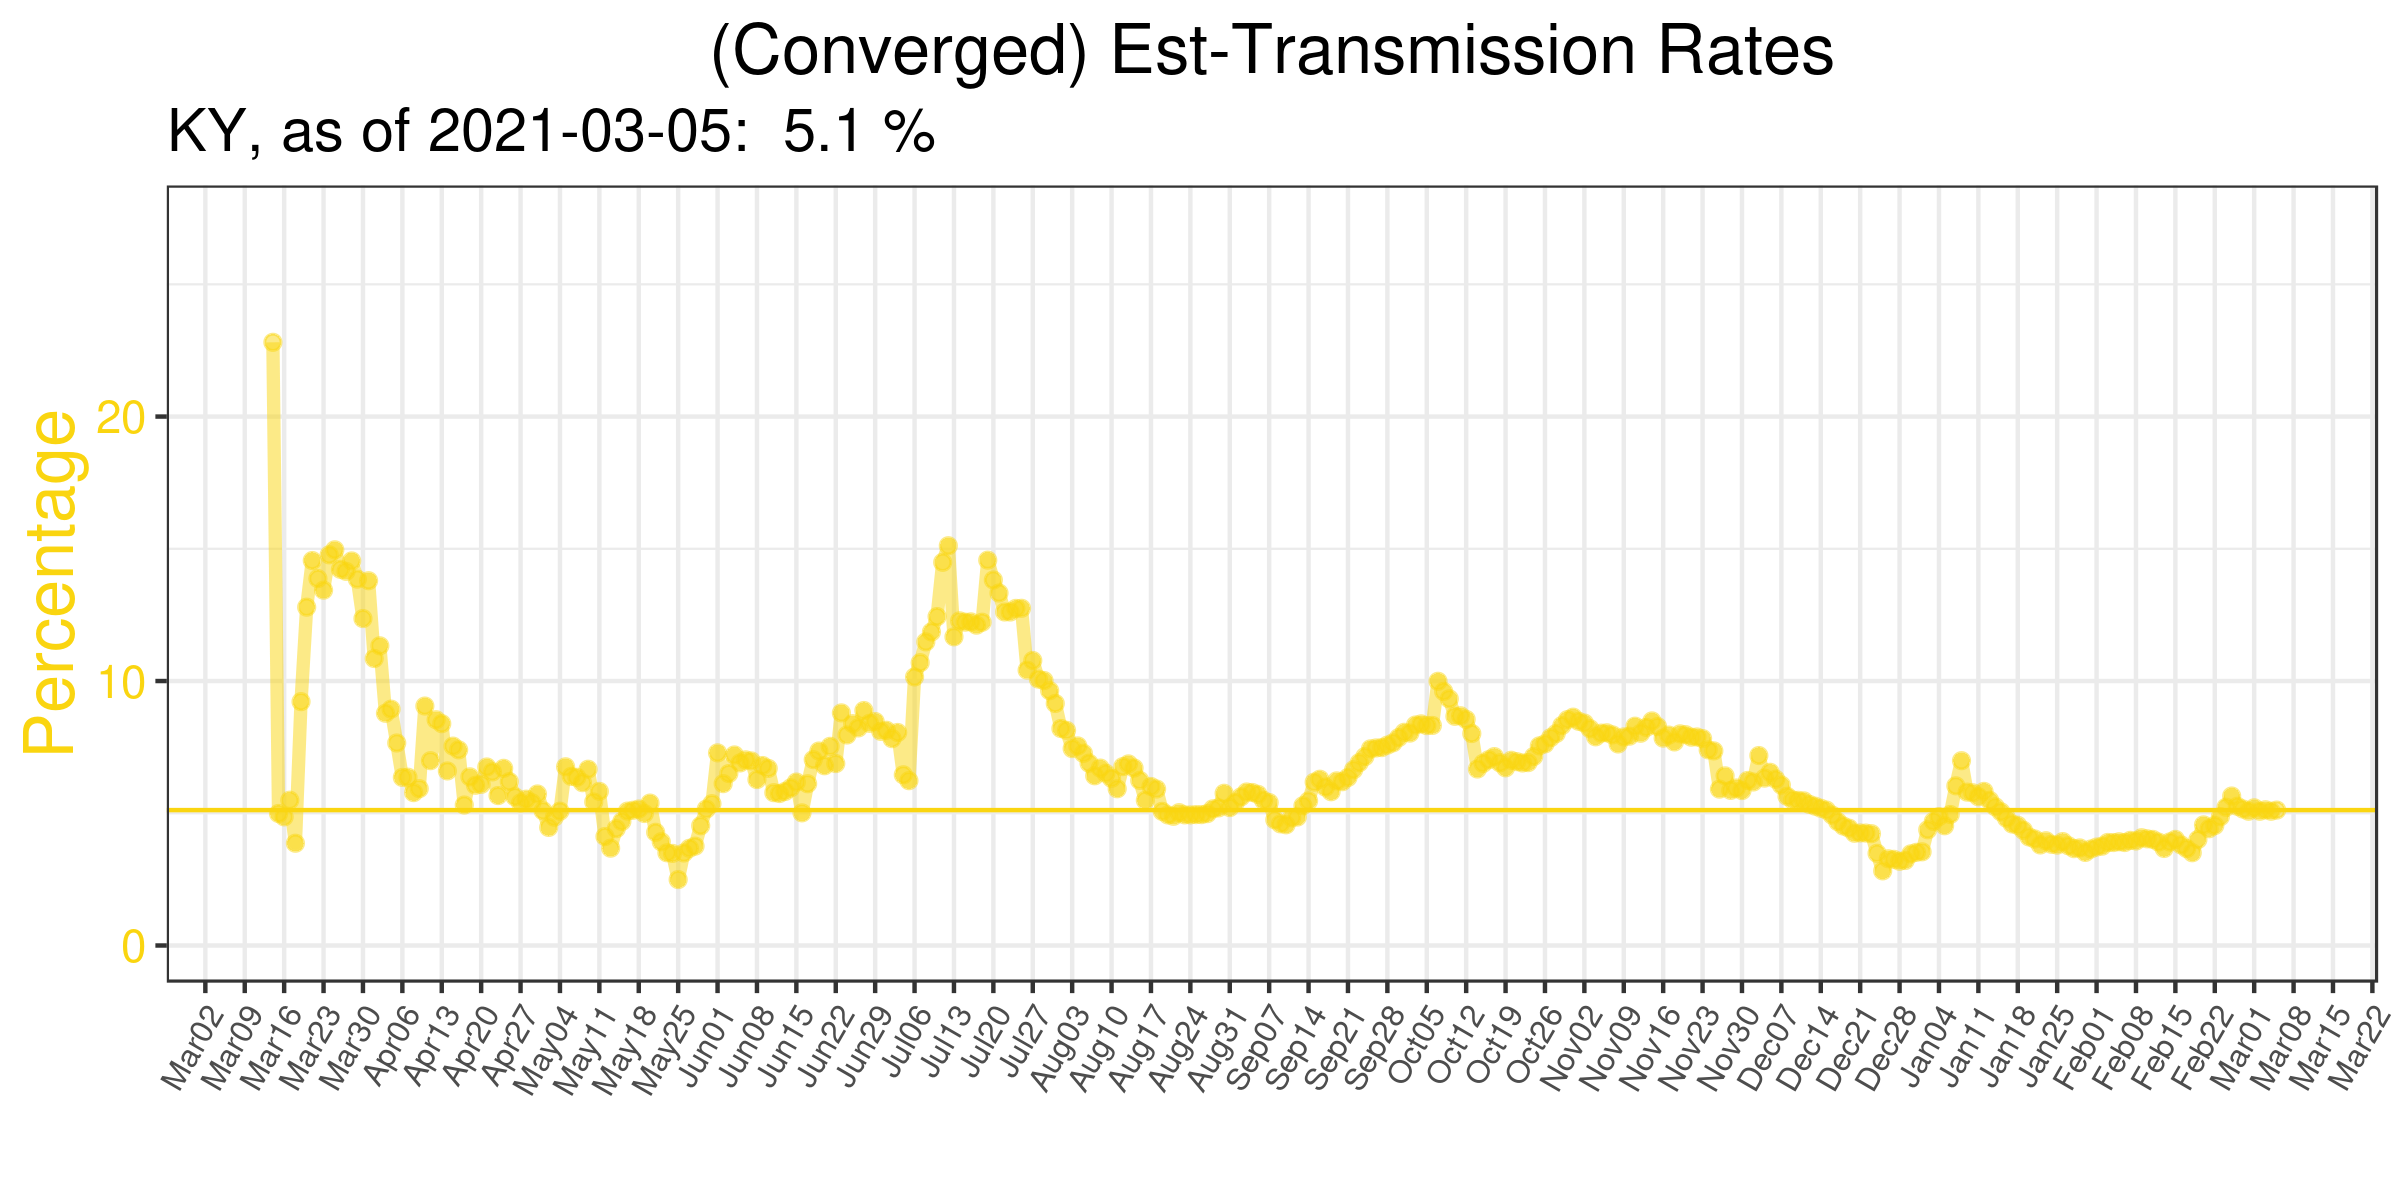 (Converged) Est-Transmission Rates
KY, as of 2021-03-05:  5.1 %
Percentage
20
10
0
Mar02
Mar09
Mar16
Mar23
Mar30
Apr06
Apr13
Apr20
Apr27
May04
May11
May18
May25
Jun01
Jun08
Jun15
Jun22
Jun29
Jul06
Jul13
Jul20
Jul27
Aug03
Aug10
Aug17
Aug24
Aug31
Sep07
Sep14
Sep21
Sep28
Oct05
Oct12
Oct19
Oct26
Nov02
Nov09
Nov16
Nov23
Nov30
Dec07
Dec14
Dec21
Dec28
Jan04
Jan11
Jan18
Jan25
Feb01
Feb08
Feb15
Feb22
Mar01
Mar08
Mar15
Mar22